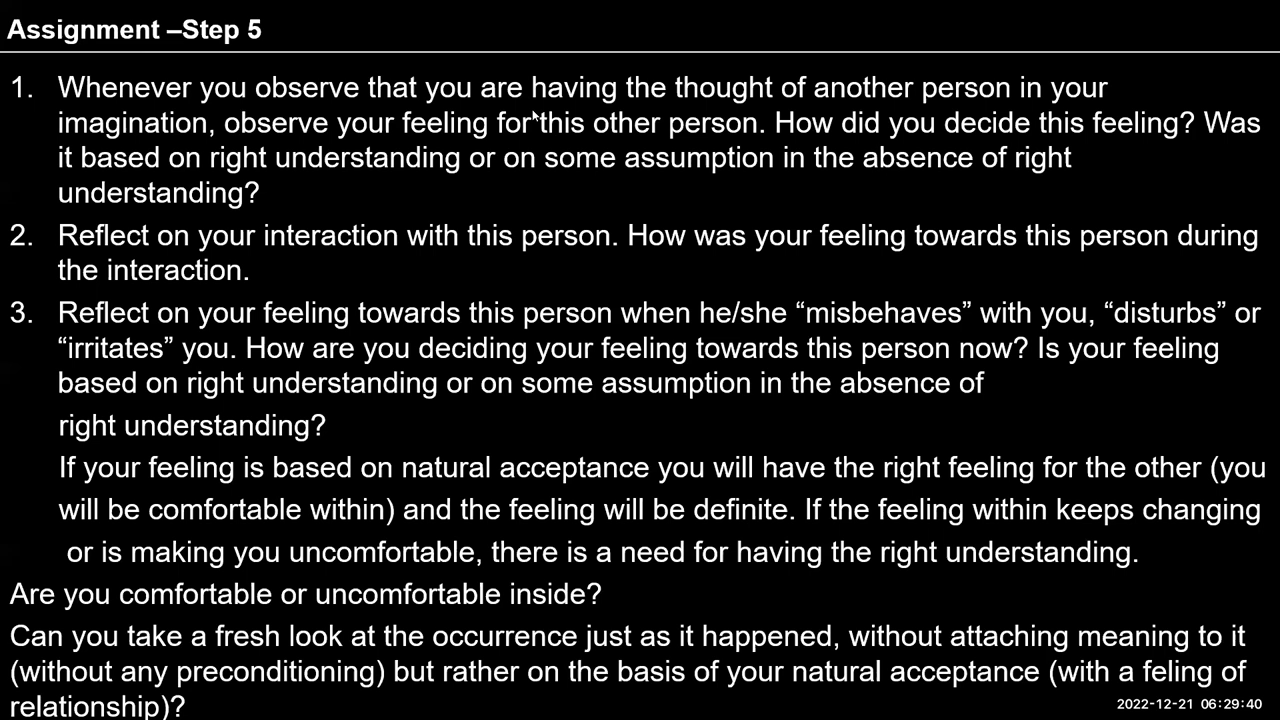 Assignment –Step 5
1. Whenever you observe that you are having the thought of another person in your
imagination, observe your feeling for this other person. How did you decide this feeling? Was
it based on right understanding or on some assumption in the absence of right
understanding?
2. Reflect on your interaction with this person. How was your feeling towards this person during
the interaction.
3. Reflect on your feeling towards this person when he/she “misbehaves” with you, “disturbs” or
“irritates” you. How are you deciding your feeling towards this person now? Is your feeling
based on right understanding or on some assumption in the absence of
right understanding?
If your feeling is based on natural acceptance you will have the right feeling for the other (you
will be comfortable within) and the feeling will be definite. If the feeling within keeps changing
or is making you uncomfortable, there is a need for having the right understanding.
Are you comfortable or uncomfortable inside?
Can you take a fresh look at the occurrence just as it happened, without attaching meaning to it
(without any preconditioning) but rather on the basis of your natural acceptance (with a feling of
relationship)?
2022-12-21 06:29:40